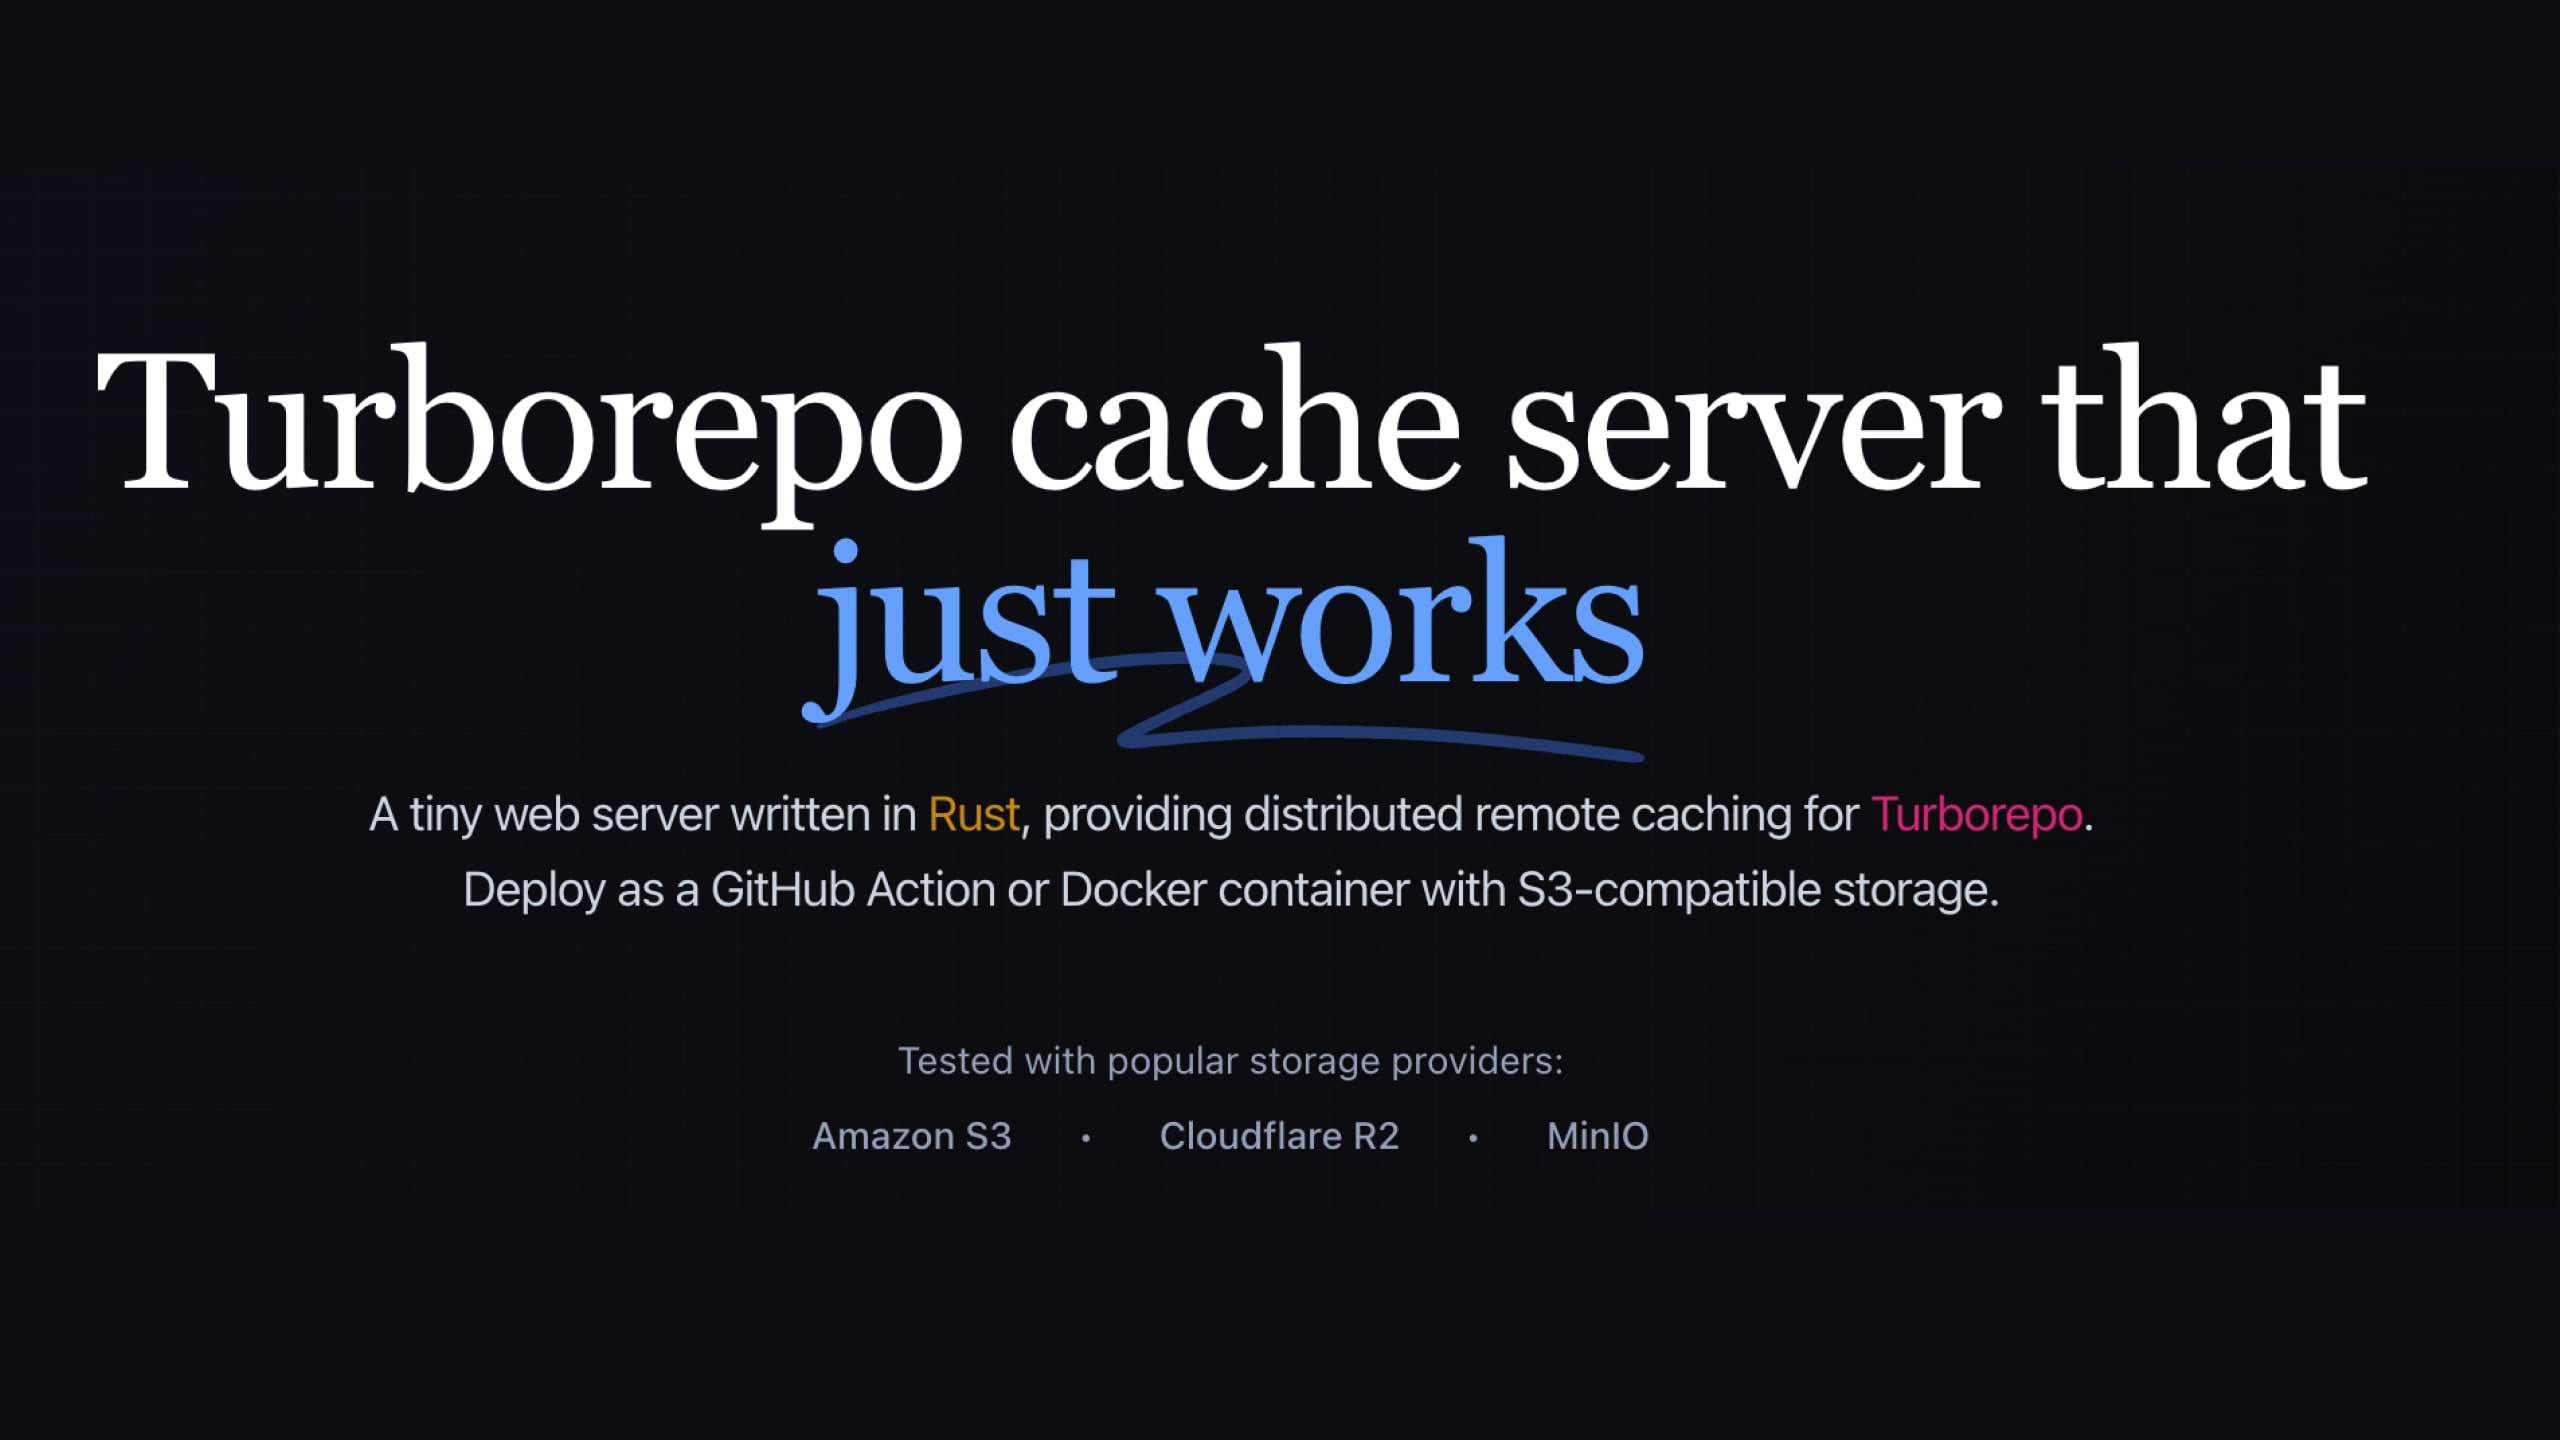 Turborepo cache server that
just works
A tiny web server written in Rust, providing distributed remote caching for Turborepo.
Deploy as a GitHub Action or Docker container with S3-compatible storage.
Tested with popular storage providers:
Amazon S3 • Cloudflare R2 • MinIO